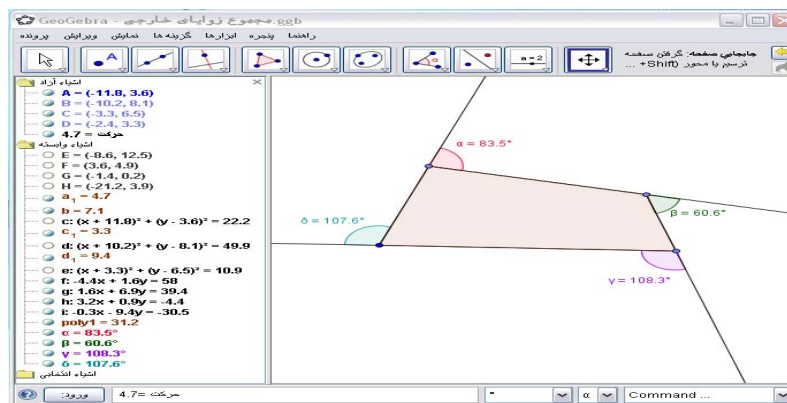 GeoGebra - مجموع زوایای خارجی.ggb
پرونده ویرایش نمایش گزینه ها ابزارها پنجره راهنما
جابجایی صفحه: گرفتن صفحه
ترسیم یا محور (Shift+ ...
a = 2
اشیاء آزاد
A = (-11.8, 3.6)
B = (-10.2, 8.1)
C = (-3.3, 6.5)
D = (-2.4, 3.3)
حرکت = 4.7
اشیاء وابسته
E = (-8.6, 12.5)
F = (3.6, 4.9)
G = (-1.4, 0.2)
H = (-21.2, 3.9)
a₁ = 4.7
b = 7.1
c: (x + 11.8)² + (y - 3.6)² = 22.2
c₁ = 3.3
d: (x + 10.2)² + (y - 8.1)² = 49.9
d₁ = 9.4
e: (x + 3.3)² + (y - 6.5)² = 10.9
f: -4.4x + 1.6y = 58
g: 1.6x + 6.9y = 39.4
h: 3.2x + 0.9y = -4.4
i: -0.3x - 9.4y = -30.5
poly1 = 31.2
α = 83.5°
β = 60.6°
γ = 108.3°
δ = 107.6°
اشیاء انتخابی
α = 83.5°
β = 60.6°
δ = 107.6°
γ = 108.3°
ورود:
حرکت =4.7
°
α
Command ...